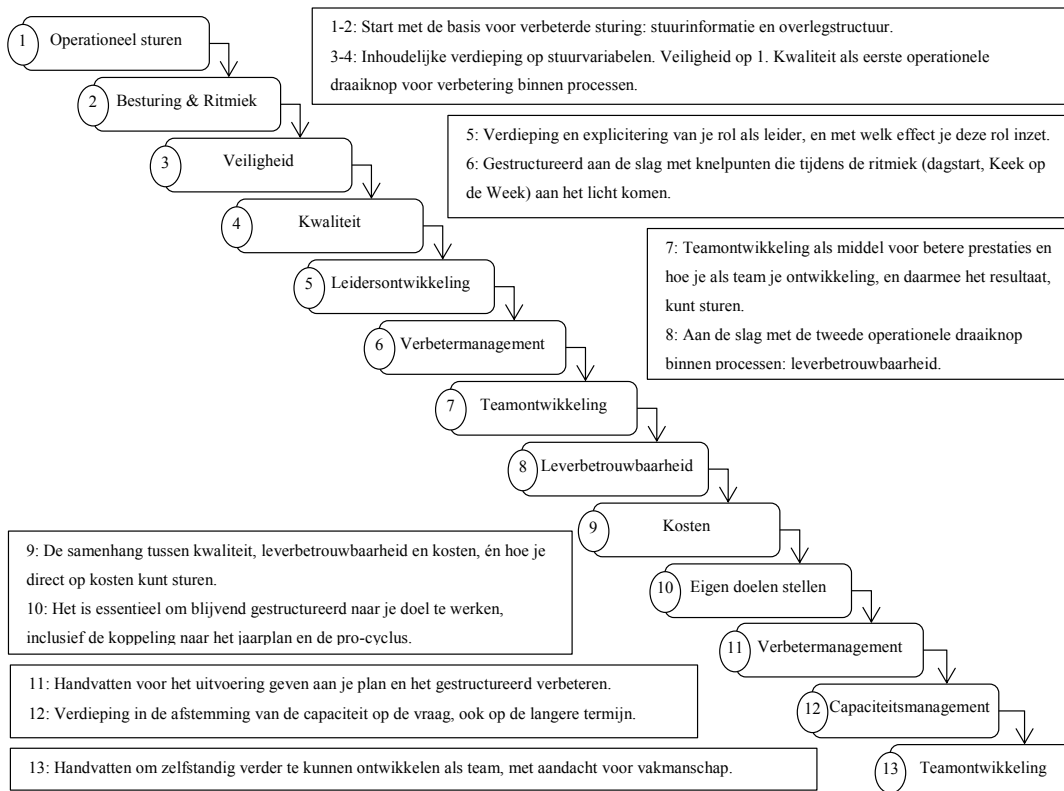 1 Operationeel sturen
1-2: Start met de basis voor verbeterde sturing: stuurinformatie en overlegstructuur.
3-4: Inhoudelijke verdieping op stuurvariabelen. Veiligheid op 1. Kwaliteit als eerste operationele
draaiknop voor verbetering binnen processen.
2 Besturing & Ritmiek
3 Veiligheid
5: Verdieping en explicitering van je rol als leider, en met welk effect je deze rol inzet.
6: Gestructureerd aan de slag met knelpunten die tijdens de ritmiek (dagstart, Keek op
de Week) aan het licht komen.
4 Kwaliteit
5 Leidersontwikkeling
7: Teamontwikkeling als middel voor betere prestaties en
hoe je als team je ontwikkeling, en daarmee het resultaat,
kunt sturen.
8: Aan de slag met de tweede operationele draaiknop
binnen processen: leverbetrouwbaarheid.
6 Verbetermanagement
7 Teamontwikkeling
8 Leverbetrouwbaarheid
9 Kosten
9: De samenhang tussen kwaliteit, leverbetrouwbaarheid en kosten, én hoe je
direct op kosten kunt sturen.
10: Het is essentieel om blijvend gestructureerd naar je doel te werken,
inclusief de koppeling naar het jaarplan en de pro-cyclus.
10 Eigen doelen stellen
11 Verbetermanagement
11: Handvatten voor het uitvoering geven aan je plan en het gestructureerd verbeteren.
12: Verdieping in de afstemming van de capaciteit op de vraag, ook op de langere termijn.
12 Capaciteitsmanagement
13: Handvatten om zelfstandig verder te kunnen ontwikkelen als team, met aandacht voor vakmanschap.
13 Teamontwikkeling